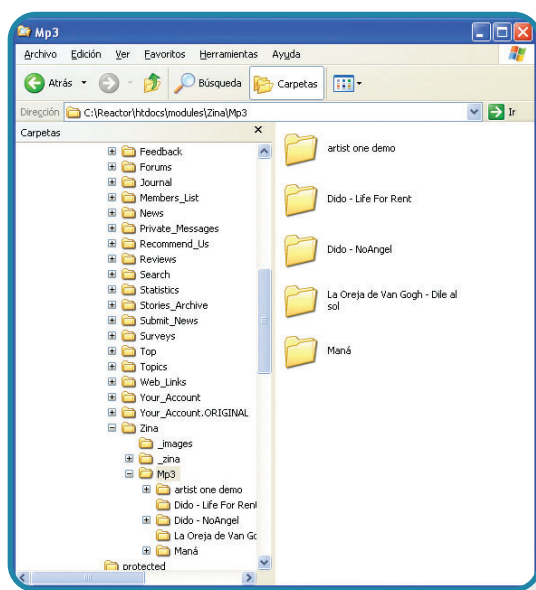 Mp3
Archivo Edición Ver Favoritos Herramientas Ayuda
Atrás Búsqueda Carpetas
Dirección C:\Reactor\htdocs\modules\Zina\Mp3 Ir
Carpetas
Feedback
Forums
Journal
Members_List
News
Private_Messages
Recommend_Us
Reviews
Search
Statistics
Stories_Archive
Submit_News
Surveys
Top
Topics
Web_Links
Your_Account
Your_Account.ORIGINAL
Zina
_images
_zina
Mp3
artist one demo
Dido - Life For Rent
Dido - NoAngel
La Oreja de Van Go
Maná
protected
artist one demo
Dido - Life For Rent
Dido - NoAngel
La Oreja de Van Gogh - Dile al
sol
Maná